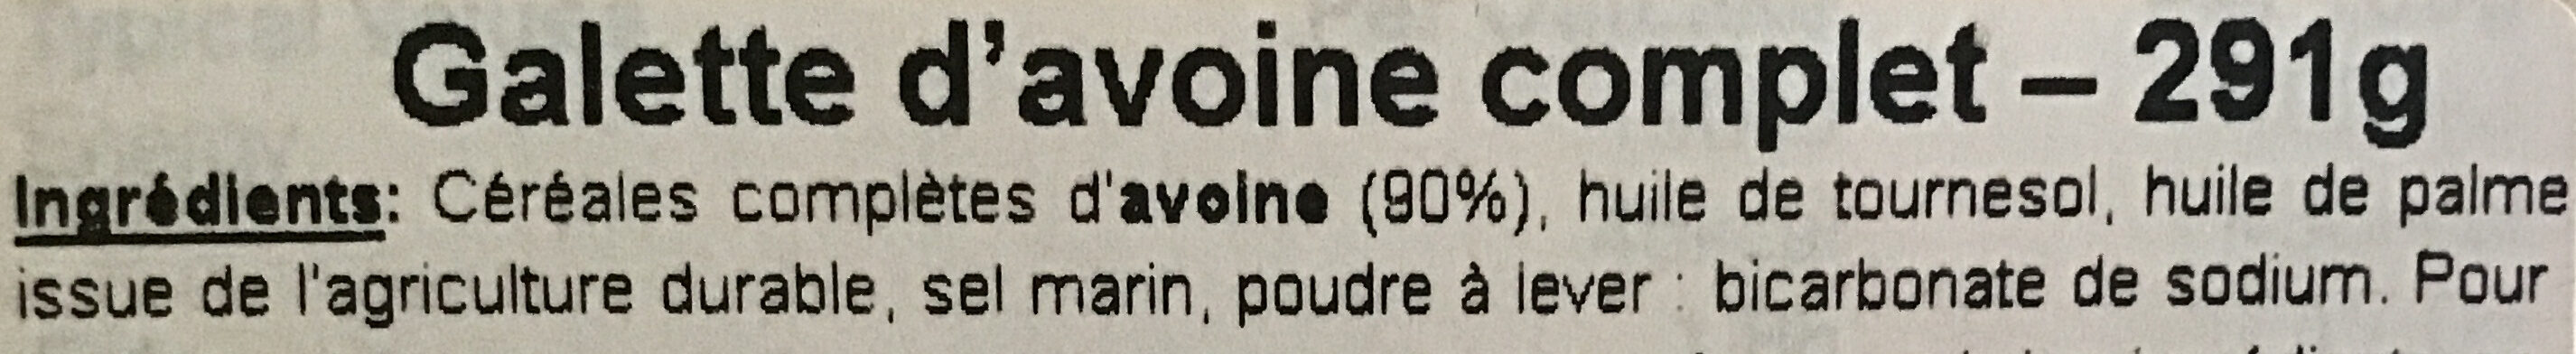 Galette d'avoine complet – 291g
Ingrédients: Céréales complètes d'avoine (90%), huile de tournesol, huile de palme
issue de l'agriculture durable, sel marin, poudre à lever : bicarbonate de sodium. Pour